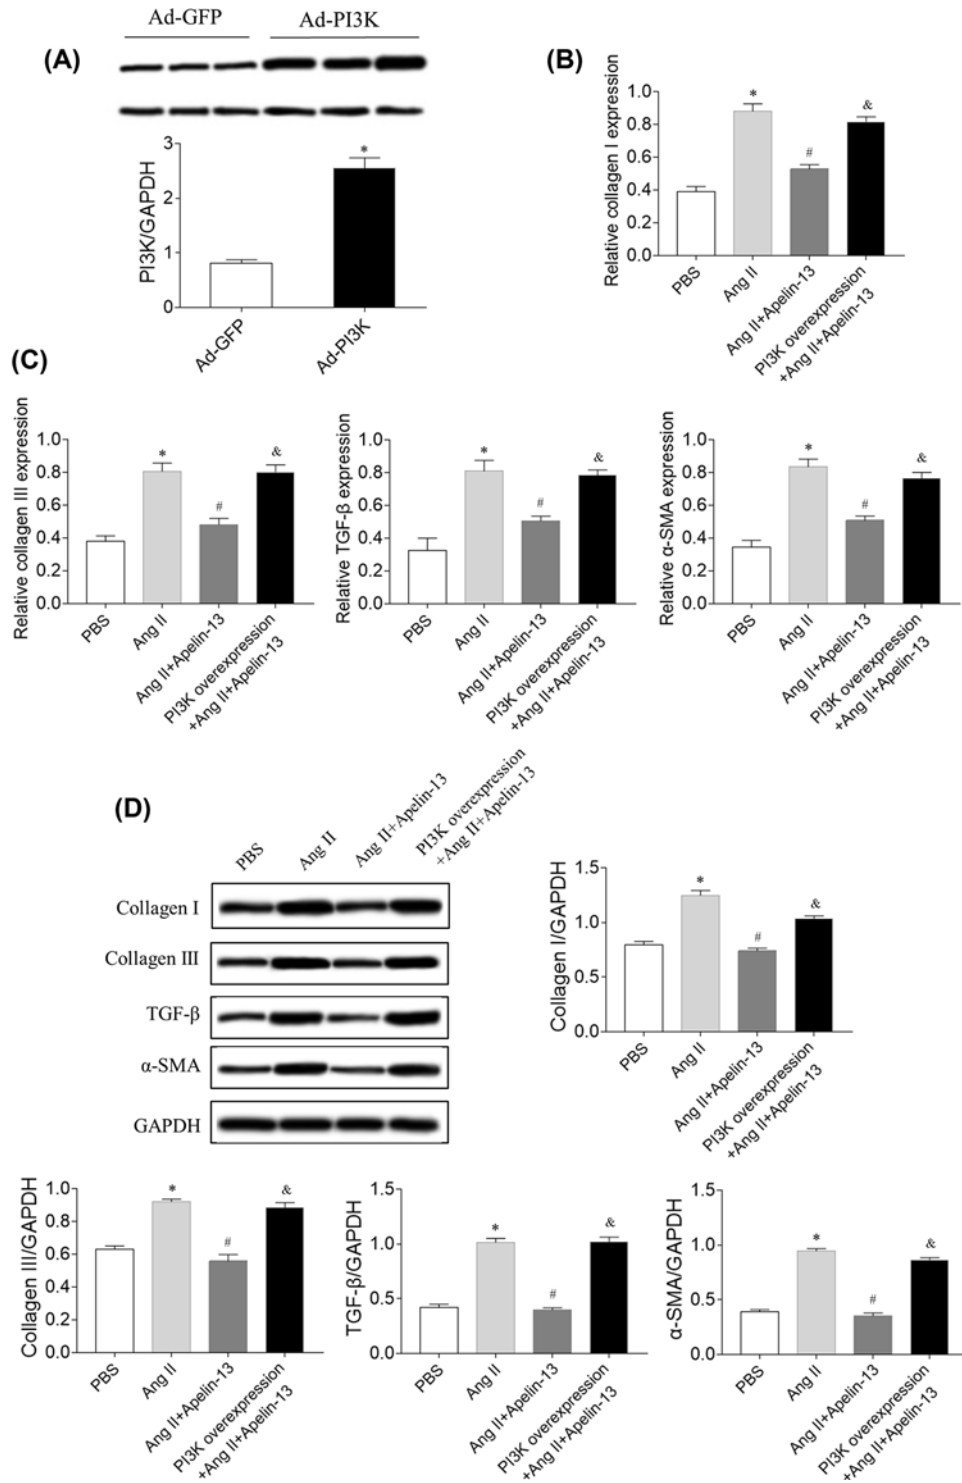 Ad-GFP Ad-PI3K
(A)
3
2
1
0
PI3K/GAPDH
*
Ad-GFP
Ad-PI3K
(B)
1.0
0.8
0.6
0.4
0.2
0.0
Relative collagen I expression
*
#
&
PBS
Ang II
Ang II+Apelin-13
PI3K overexpression
+Ang II+Apelin-13
(C)
1.0
0.8
0.6
0.4
0.2
0.0
Relative collagen III expression
*
#
&
PBS
Ang II
Ang II+Apelin-13
PI3K overexpression
+Ang II+Apelin-13
1.0
0.8
0.6
0.4
0.2
0.0
Relative TGF-β expression
*
#
&
PBS
Ang II
Ang II+Apelin-13
PI3K overexpression
+Ang II+Apelin-13
1.0
0.8
0.6
0.4
0.2
0.0
Relative α-SMA expression
*
#
&
PBS
Ang II
Ang II+Apelin-13
PI3K overexpression
+Ang II+Apelin-13
(D)
PBS
Ang II
Ang II+Apelin-13
PI3K overexpression
+Ang II+Apelin-13
Collagen I
Collagen III
TGF-β
α-SMA
GAPDH
1.5
1.0
0.5
0.0
Collagen I/GAPDH
*
#
&
PBS
Ang II
Ang II+Apelin-13
PI3K overexpression
+Ang II+Apelin-13
1.0
0.8
0.6
0.4
0.2
0.0
Collagen III/GAPDH
*
#
&
PBS
Ang II
Ang II+Apelin-13
PI3K overexpression
+Ang II+Apelin-13
1.5
1.0
0.5
0.0
TGF-β/GAPDH
*
#
&
PBS
Ang II
Ang II+Apelin-13
PI3K overexpression
+Ang II+Apelin-13
1.5
1.0
0.5
0.0
α-SMA/GAPDH
*
#
&
PBS
Ang II
Ang II+Apelin-13
PI3K overexpression
+Ang II+Apelin-13